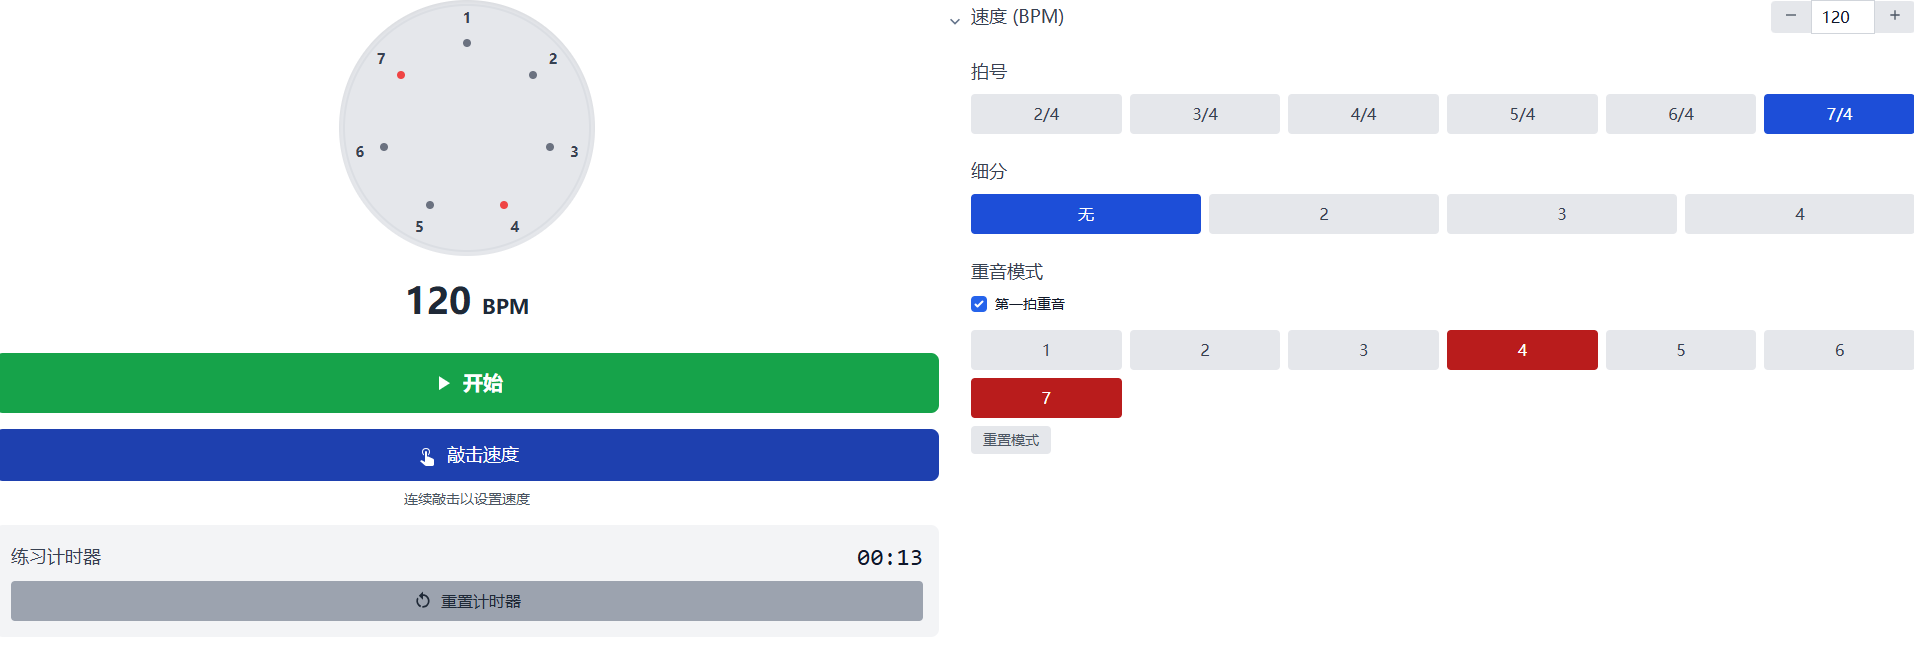 1
7
2
6
3
5
4
120 BPM
开始
敲击速度
连续敲击以设置速度
练习计时器
00:13
重置计时器
速度 (BPM)
− 120 +
拍号
2/4 3/4 4/4 5/4 6/4 7/4
细分
无 2 3 4
重音模式
第一拍重音
1 2 3 4 5 6
7
重置模式